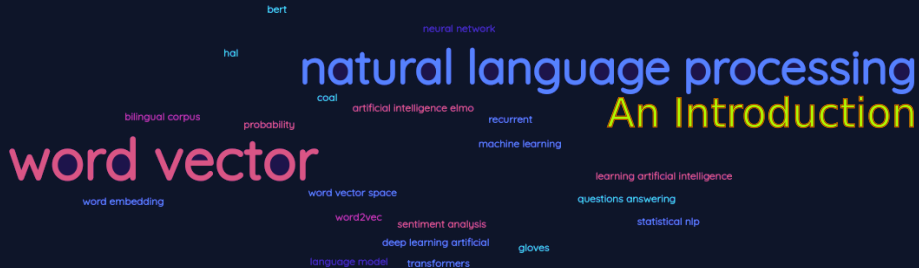 bert
neural network
hal
natural language processing
coal
artificial intelligence elmo
An Introduction
bilingual corpus
probability
recurrent
machine learning
word vector
learning artificial intelligence
word embedding
word vector space
questions answering
word2vec
sentiment analysis
statistical nlp
deep learning artificial
gloves
language model
transformers